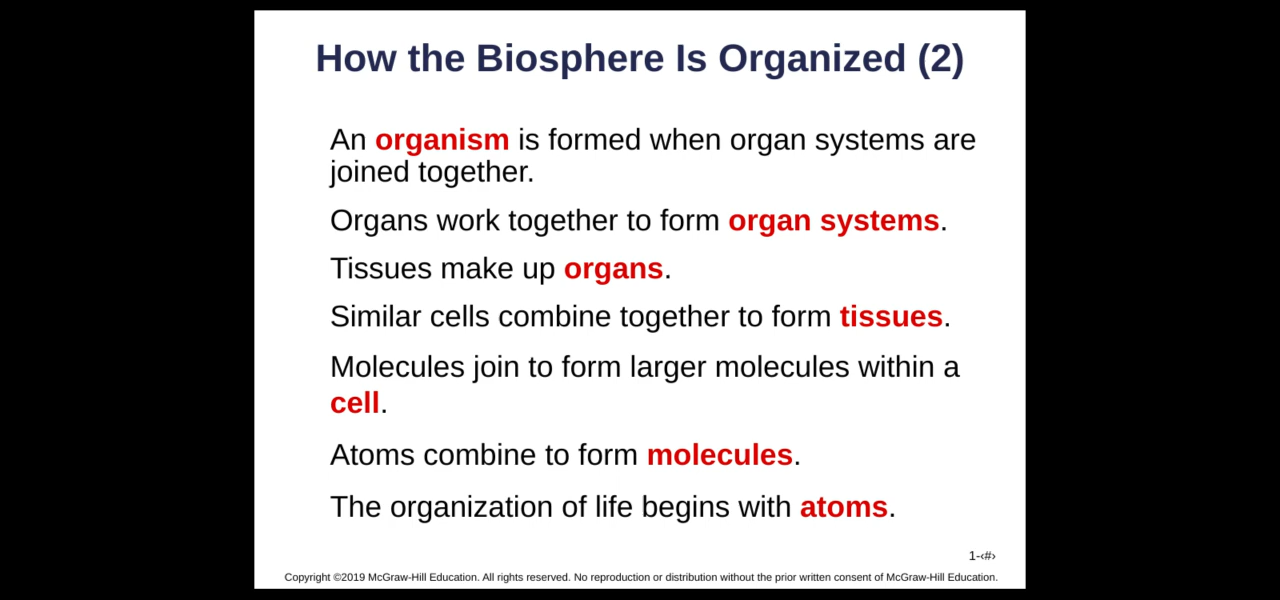 How the Biosphere Is Organized (2)
An organism is formed when organ systems are
joined together.
Organs work together to form organ systems.
Tissues make up organs.
Similar cells combine together to form tissues.
Molecules join to form larger molecules within a
cell.
Atoms combine to form molecules.
The organization of life begins with atoms.
1-‹#›
Copyright ©2019 McGraw-Hill Education. All rights reserved. No reproduction or distribution without the prior written consent of McGraw-Hill Education.